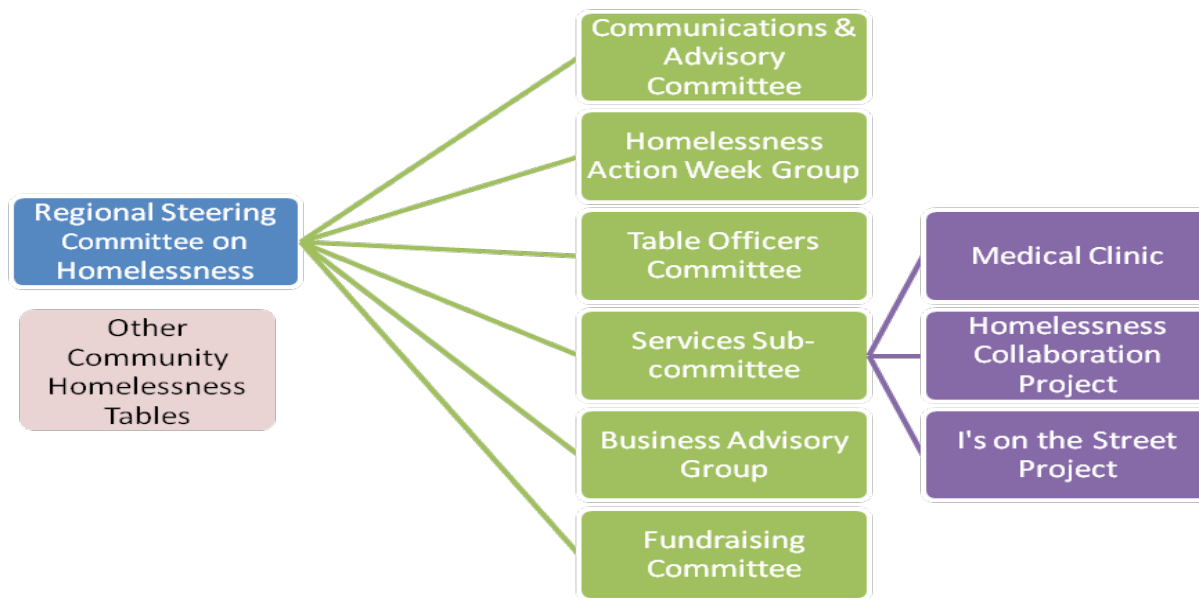 Regional Steering
Committee on
Homelessness
Other
Community
Homelessness
Tables
Communications &
Advisory
Committee
Homelessness
Action Week Group
Table Officers
Committee
Services Sub-
committee
Business Advisory
Group
Fundraising
Committee
Medical Clinic
Homelessness
Collaboration
Project
I's on the Street
Project